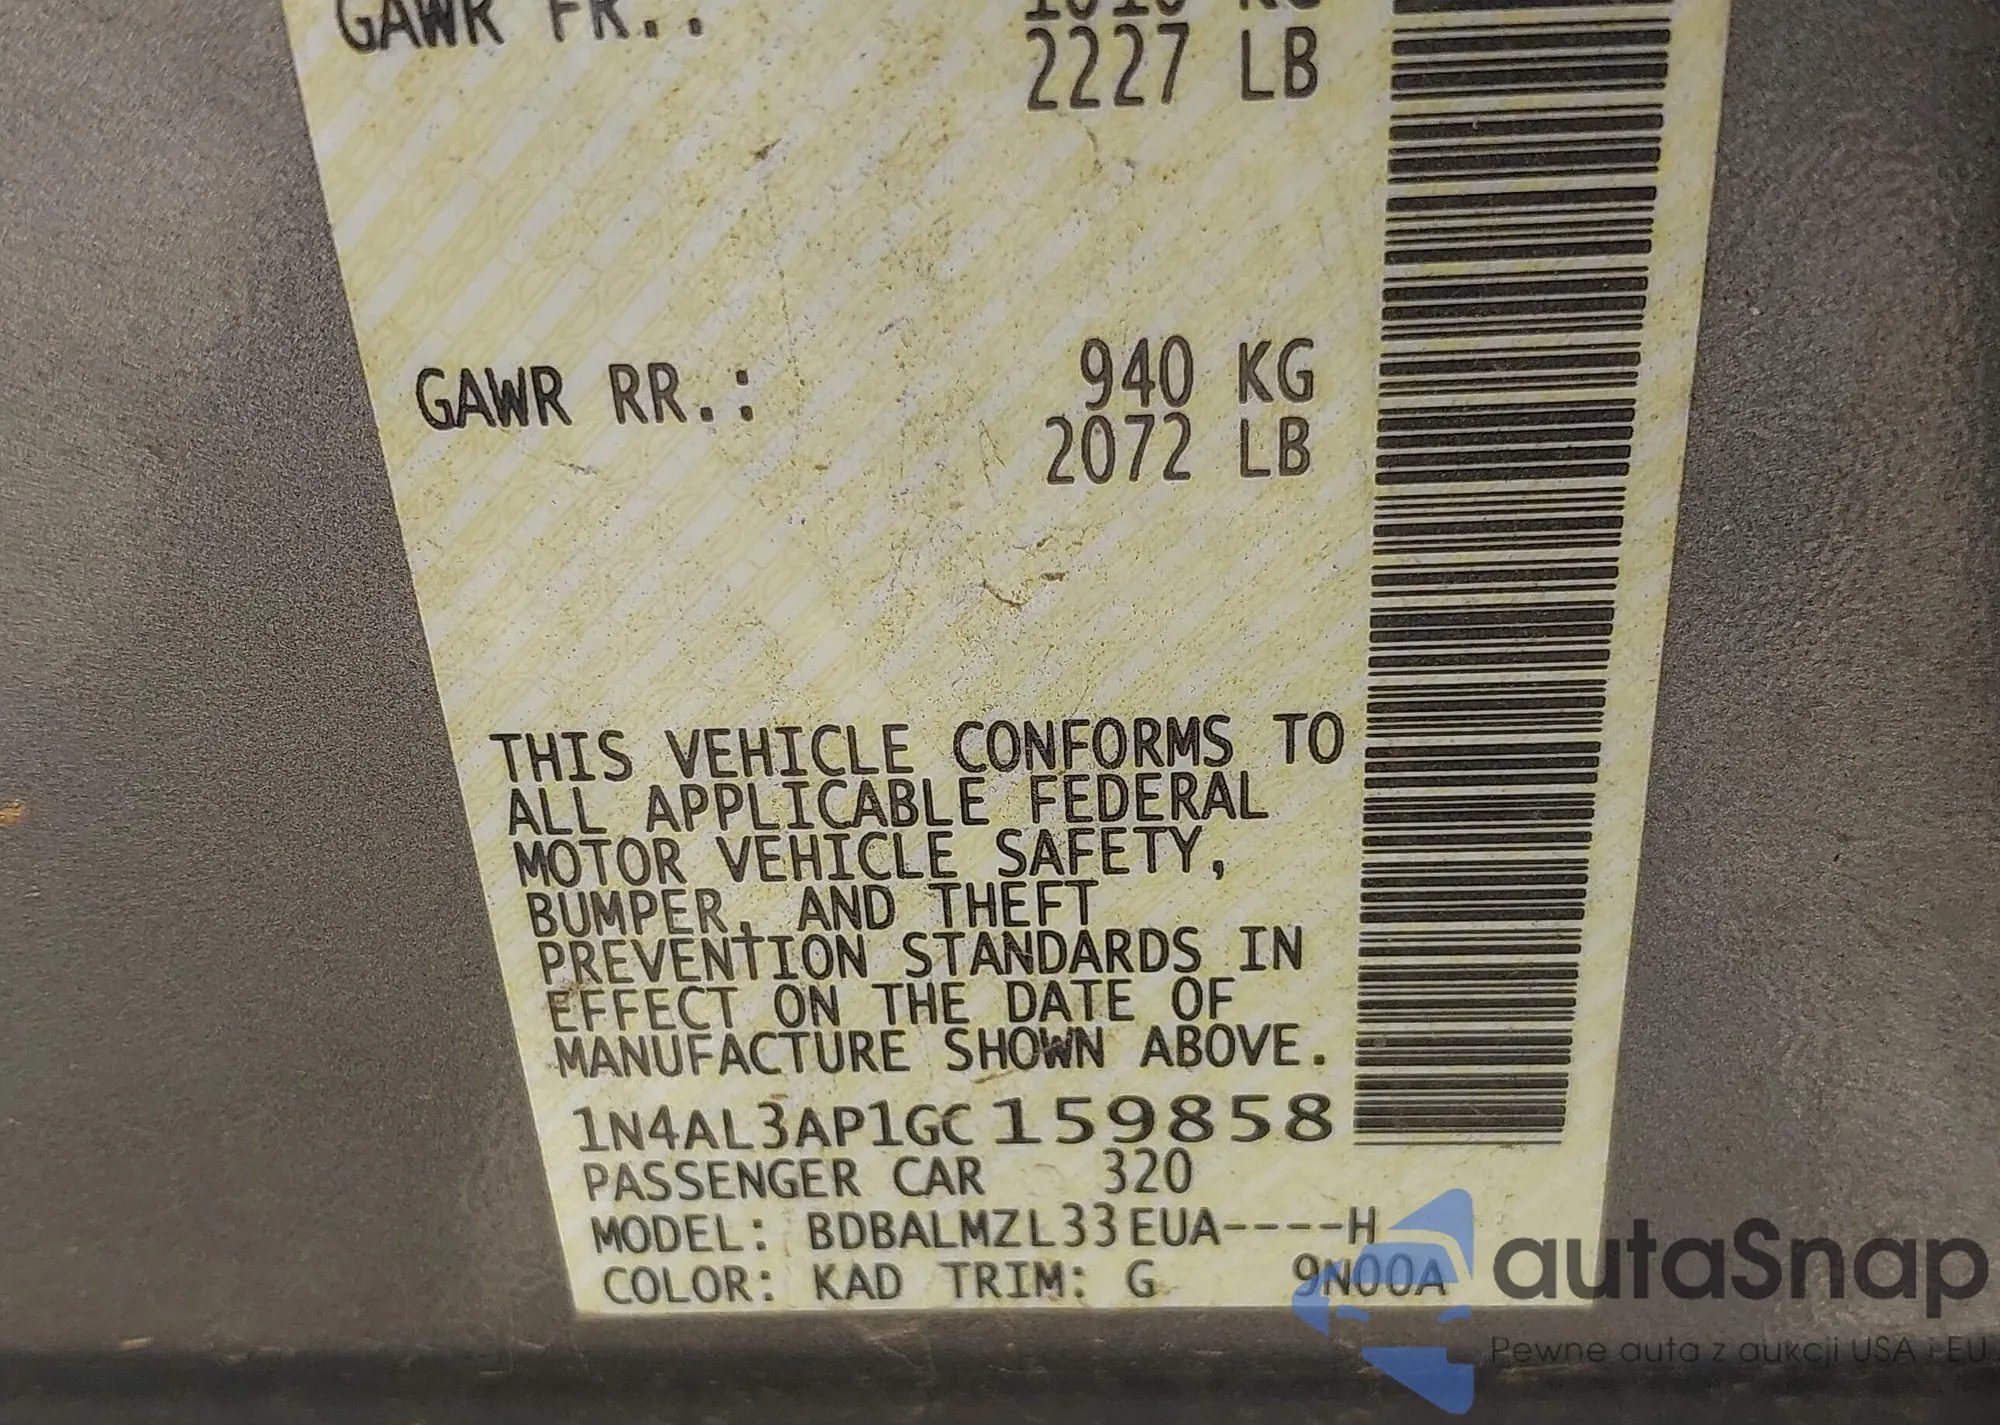 GAWR FR.:
1010 KG
2227 LB
GAWR RR.:
940 KG
2072 LB
THIS VEHICLE CONFORMS TO
ALL APPLICABLE FEDERAL
MOTOR VEHICLE SAFETY,
BUMPER, AND THEFT
PREVENTION STANDARDS IN
EFFECT ON THE DATE OF
MANUFACTURE SHOWN ABOVE.
1N4AL3AP1GC159858
PASSENGER CAR 320
MODEL: BDBALMZL33EUA----H
COLOR: KAD TRIM: G 9N00A
autaSnap
Pewne auta z aukcji USA i EU